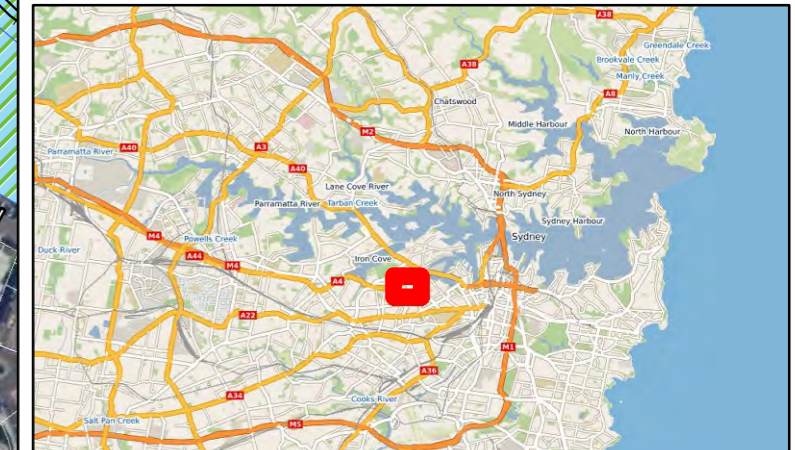 A38
Greendale Creek
Brookvale Creek
A38
Manly Creek
A8
Chatswood
Middle Harbour
North Harbour
M2
A40
A3
Parramatta River
A40
Lane Cove River
North Sydney
Parramatta River
Tarban Creek
Sydney Harbour
M4
Powells Creek
Sydney
Duck River
A44
Iron Cove
M4
A4
-
A22
M1
A36
A34
Cooks River
Salt Pan Creek
M5